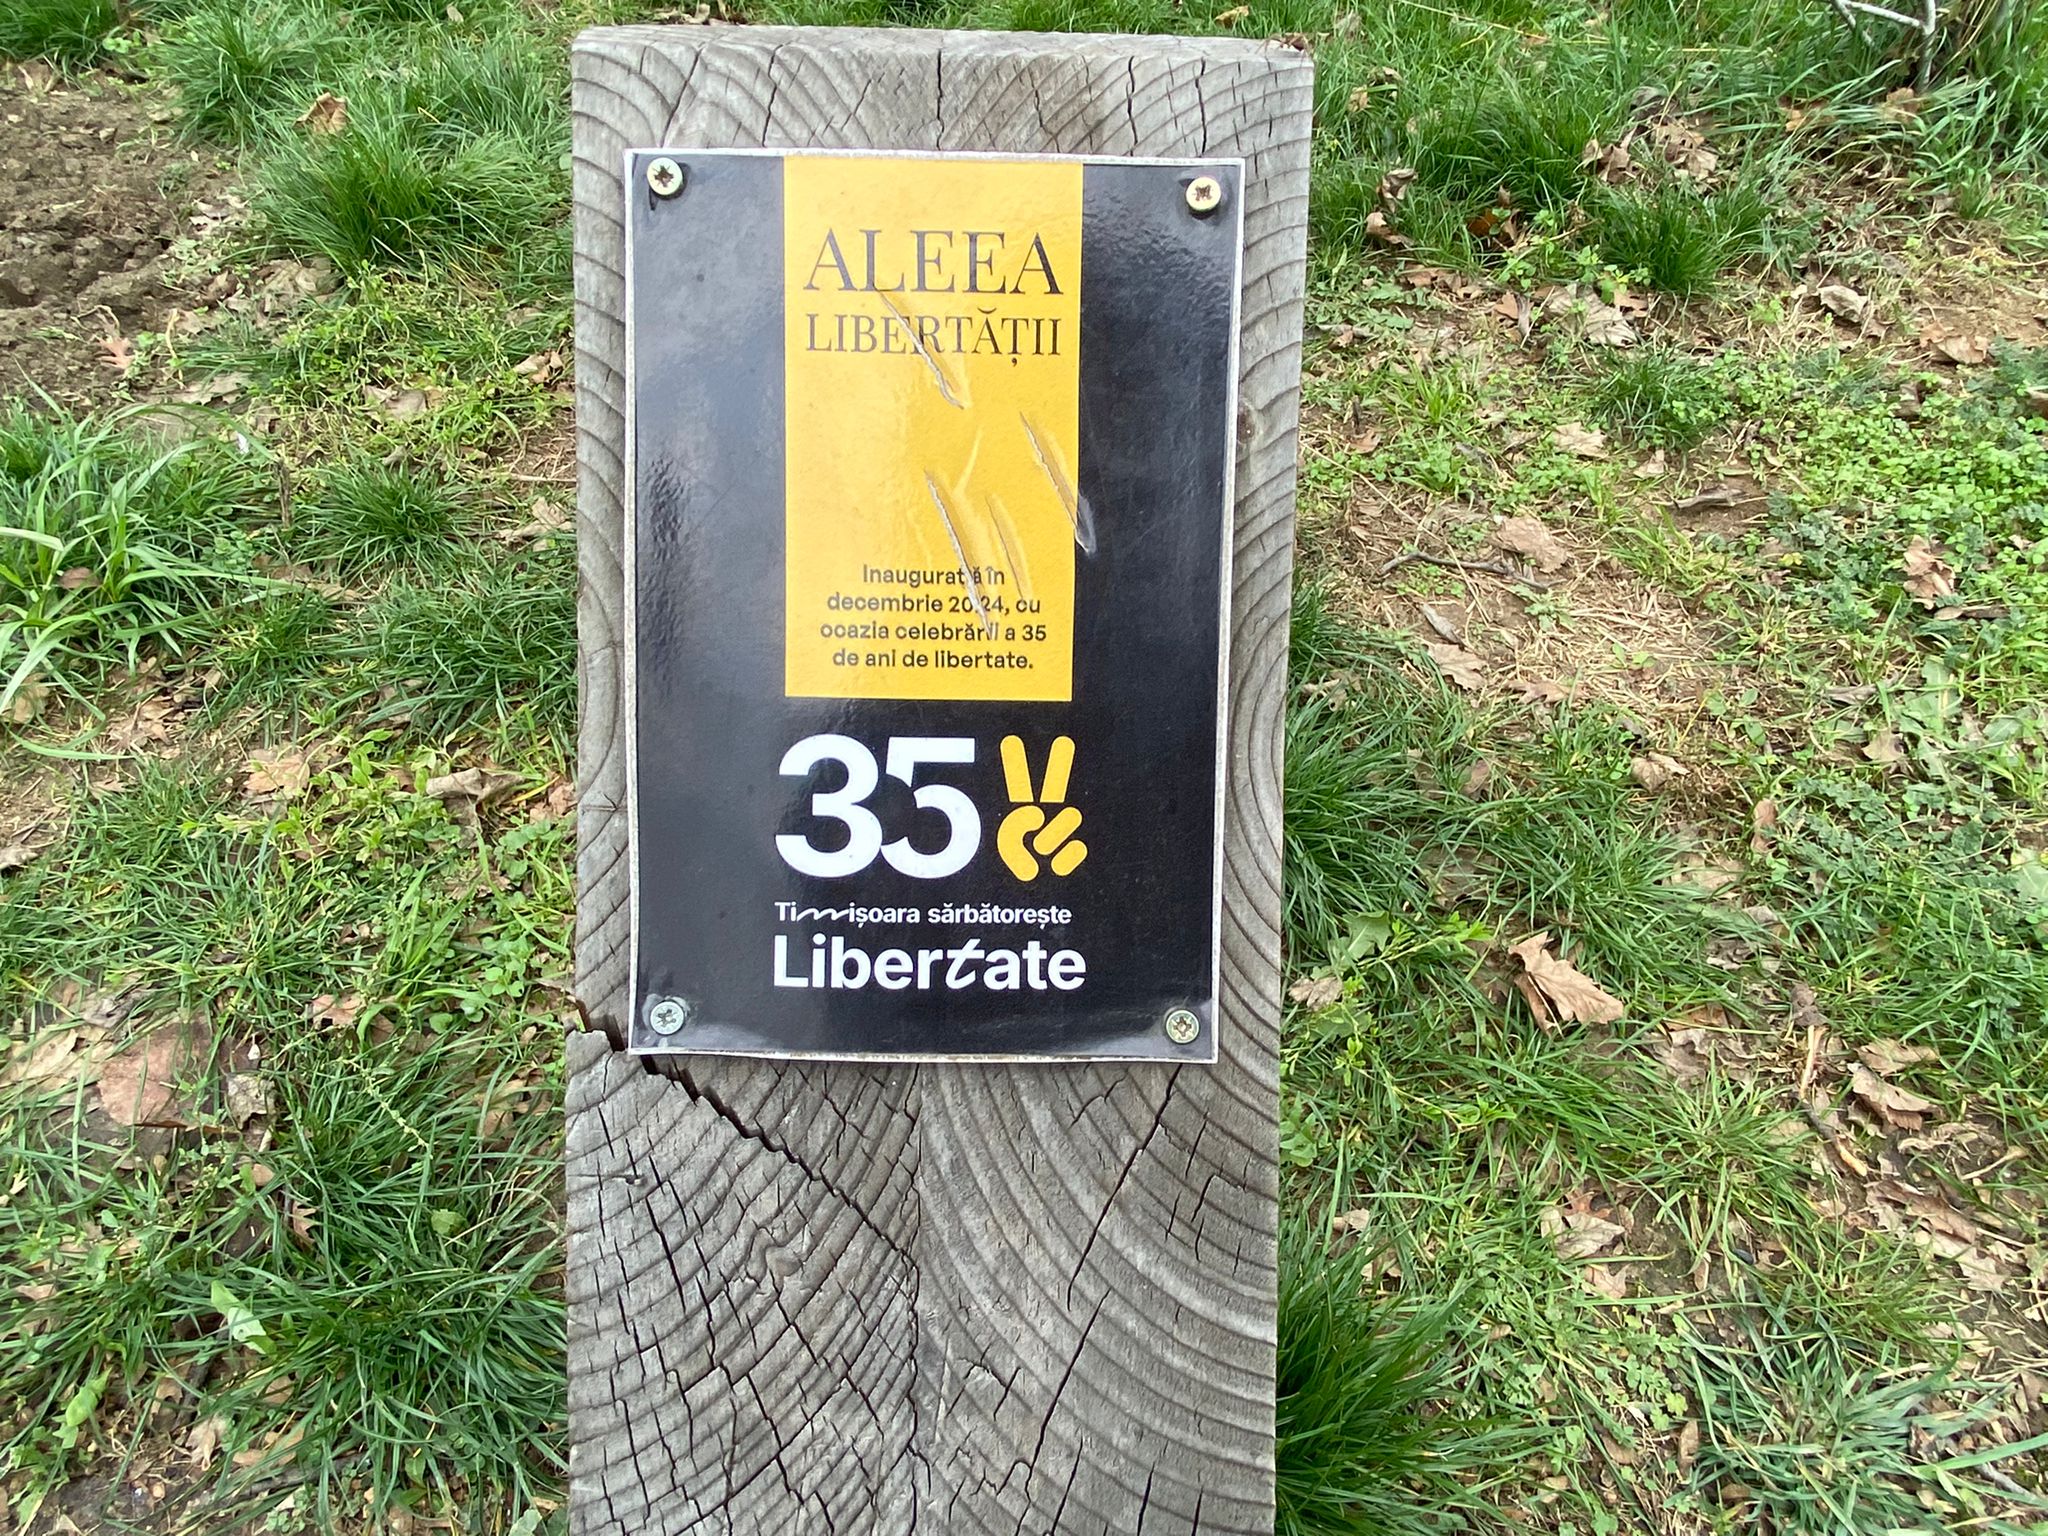 ALEEA
LIBERTĂȚII
Inaugurată în
decembrie 2024, cu
ocazia celebrării a 35
de ani de libertate.
35
Timișoara sărbătorește
Libertate